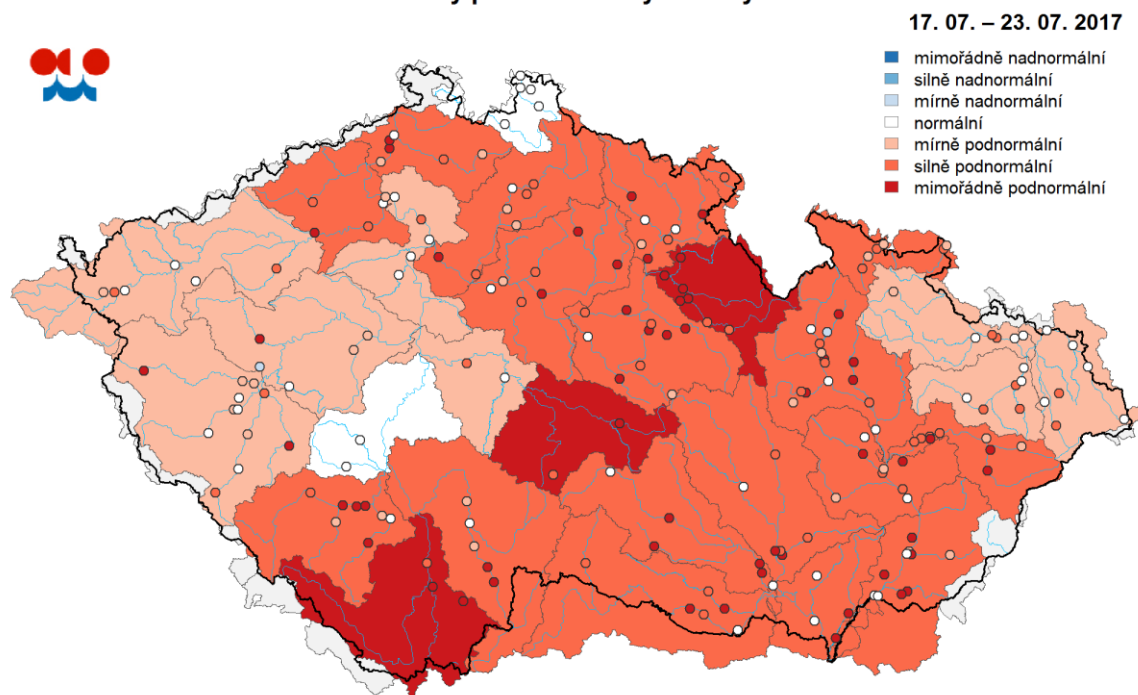 17. 07. – 23. 07. 2017
mimořádně nadnormální
silně nadnormální
mírně nadnormální
normální
mírně podnormální
silně podnormální
mimořádně podnormální